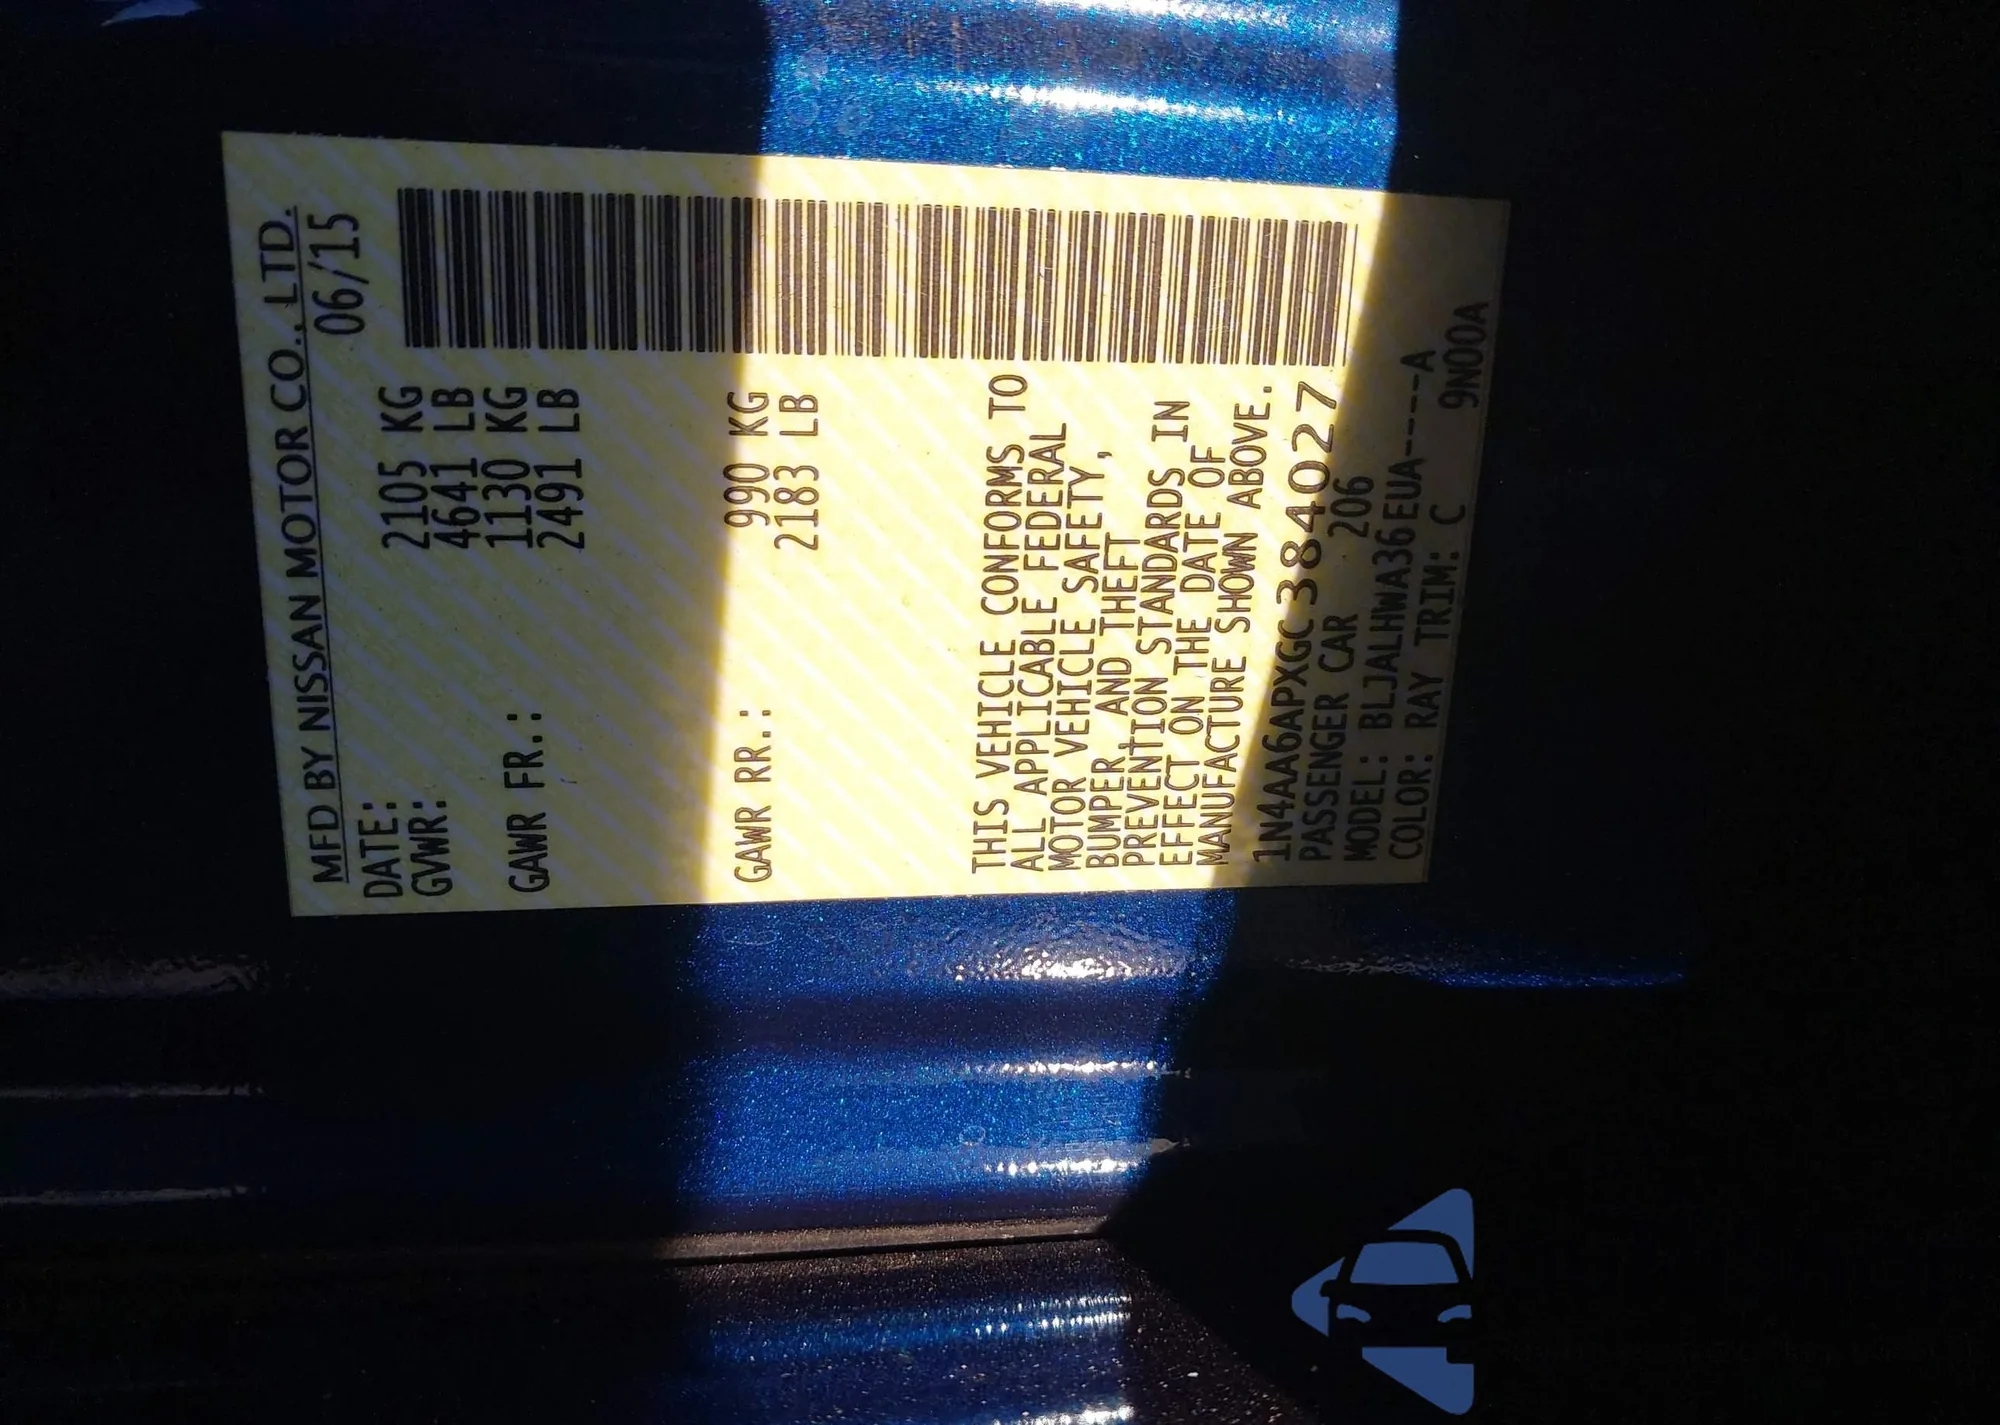 MFD BY NISSAN MOTOR CO., LTD.
DATE: 06/15
GVWR: 2105 KG
4641 LB
GAWR FR.: 1130 KG
2491 LB
GAWR RR.: 990 KG
2183 LB
THIS VEHICLE CONFORMS TO
ALL APPLICABLE FEDERAL
MOTOR VEHICLE SAFETY,
BUMPER, AND THEFT
PREVENTION STANDARDS IN
EFFECT ON THE DATE OF
MANUFACTURE SHOWN ABOVE.
1N4AA6APXGC384027
PASSENGER CAR 206
MODEL: BLJALHWA36EUA----A
COLOR: RAY TRIM: C 9N00A